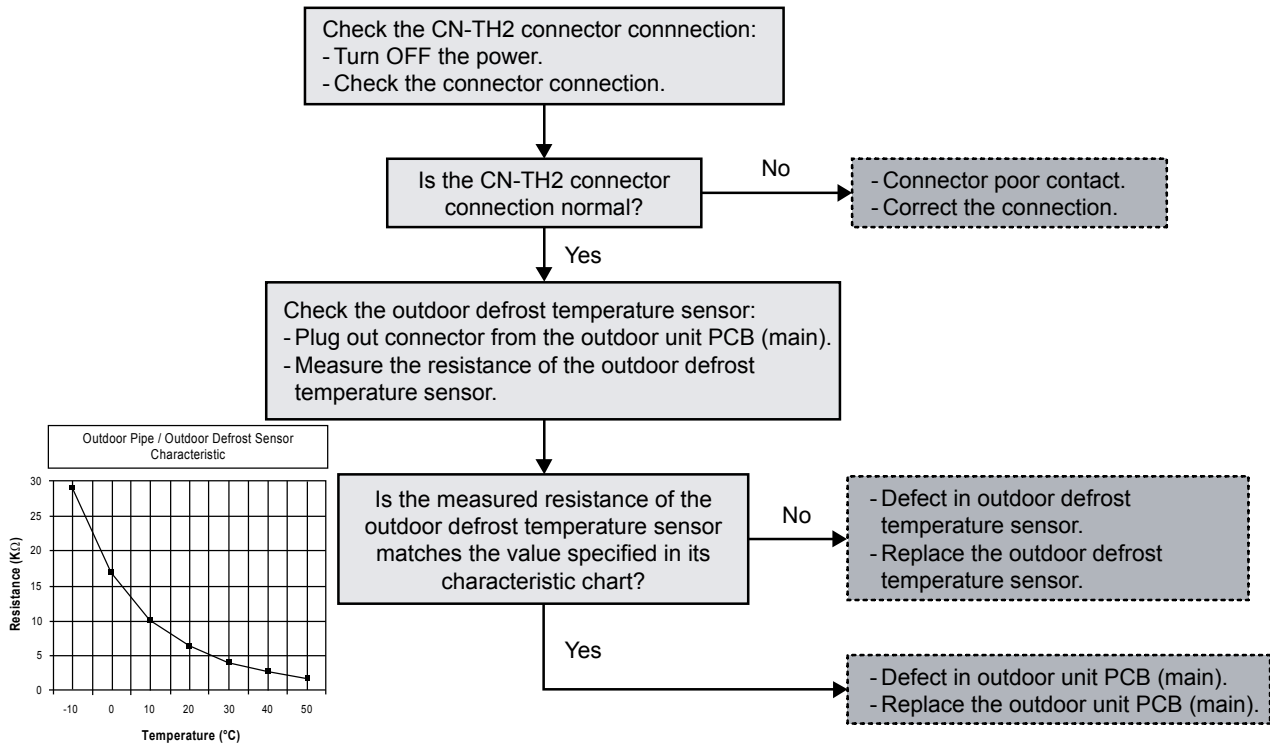 Check the CN-TH2 connector connnection:
- Turn OFF the power.
- Check the connector connection.
Is the CN-TH2 connector
connection normal?
No
- Connector poor contact.
- Correct the connection.
Yes
Check the outdoor defrost temperature sensor:
- Plug out connector from the outdoor unit PCB (main).
- Measure the resistance of the outdoor defrost
temperature sensor.
Outdoor Pipe / Outdoor Defrost Sensor
Characteristic
Resistance (KΩ)
30
25
20
15
10
5
0
-10 0 10 20 30 40 50
Temperature (°C)
Is the measured resistance of the
outdoor defrost temperature sensor
matches the value specified in its
characteristic chart?
No
- Defect in outdoor defrost
temperature sensor.
- Replace the outdoor defrost
temperature sensor.
Yes
- Defect in outdoor unit PCB (main).
- Replace the outdoor unit PCB (main).